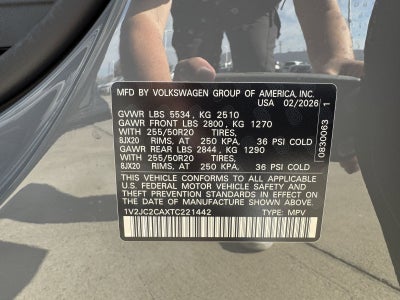 MFD BY VOLKSWAGEN GROUP OF AMERICA, INC.
USA 02/2026
GVWR LBS 5534, KG 2510
GAWR FRONT LBS 2800, KG 1270
WITH 255/50R20 TIRES,
8JX20 RIMS, AT 250 KPA, 36 PSI COLD
GAWR REAR LBS 2844, KG 1290
WITH 255/50R20 TIRES,
8JX20 RIMS, AT 250 KPA, 36 PSI COLD
THIS VEHICLE CONFORMS TO ALL APPLICABLE
U.S. FEDERAL MOTOR VEHICLE SAFETY AND
THEFT PREVENTION STANDARDS IN EFFECT ON
THE DATE OF MANUFACTURE SHOWN ABOVE.
1V2JC2CAXTC221442 TYPE: MPV
0830063 1